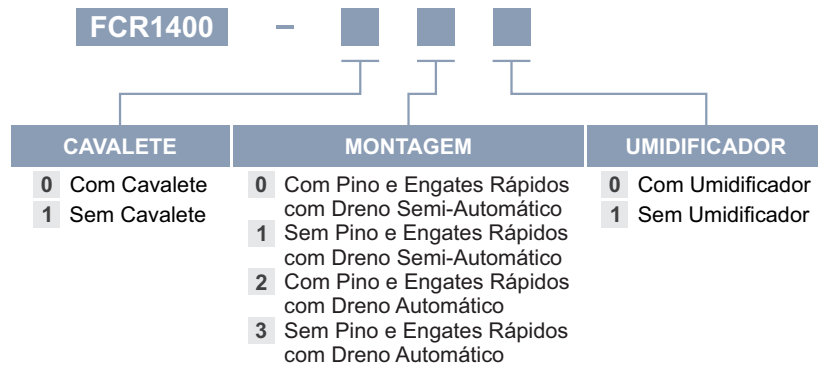 FCR1400 –
CAVALETE
0 Com Cavalete
1 Sem Cavalete
MONTAGEM
0 Com Pino e Engates Rápidos
com Dreno Semi-Automático
1 Sem Pino e Engates Rápidos
com Dreno Semi-Automático
2 Com Pino e Engates Rápidos
com Dreno Automático
3 Sem Pino e Engates Rápidos
com Dreno Automático
UMIDIFICADOR
0 Com Umidificador
1 Sem Umidificador